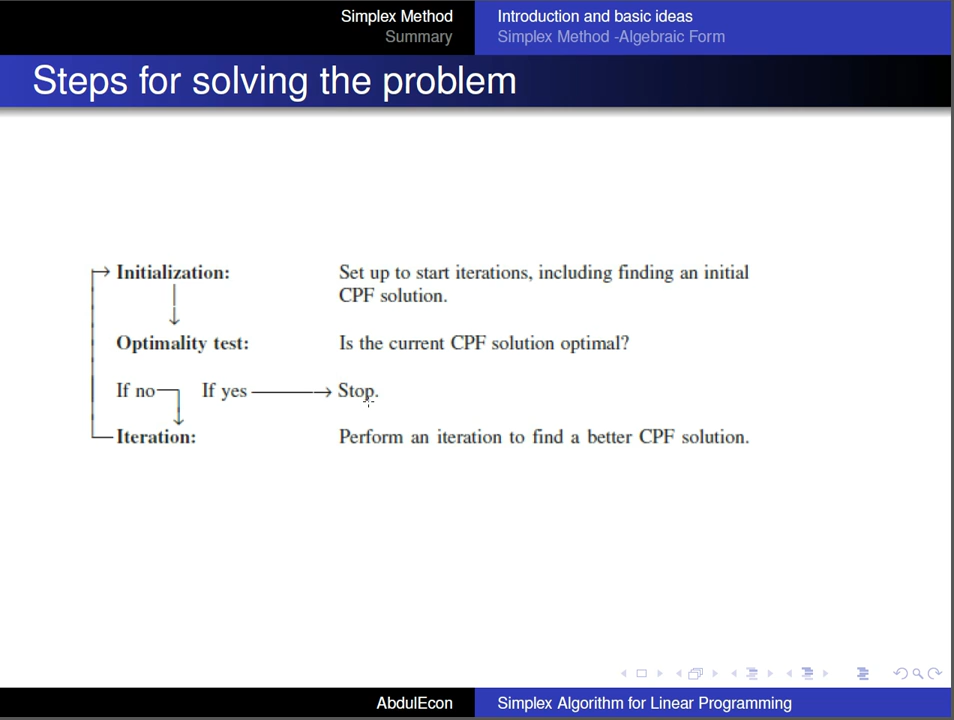 Simplex Method
Summary
Introduction and basic ideas
Simplex Method -Algebraic Form
Steps for solving the problem
Initialization: Set up to start iterations, including finding an initial
CPF solution.
Optimality test: Is the current CPF solution optimal?
If no If yes Stop.
Iteration: Perform an iteration to find a better CPF solution.
AbdulEcon Simplex Algorithm for Linear Programming